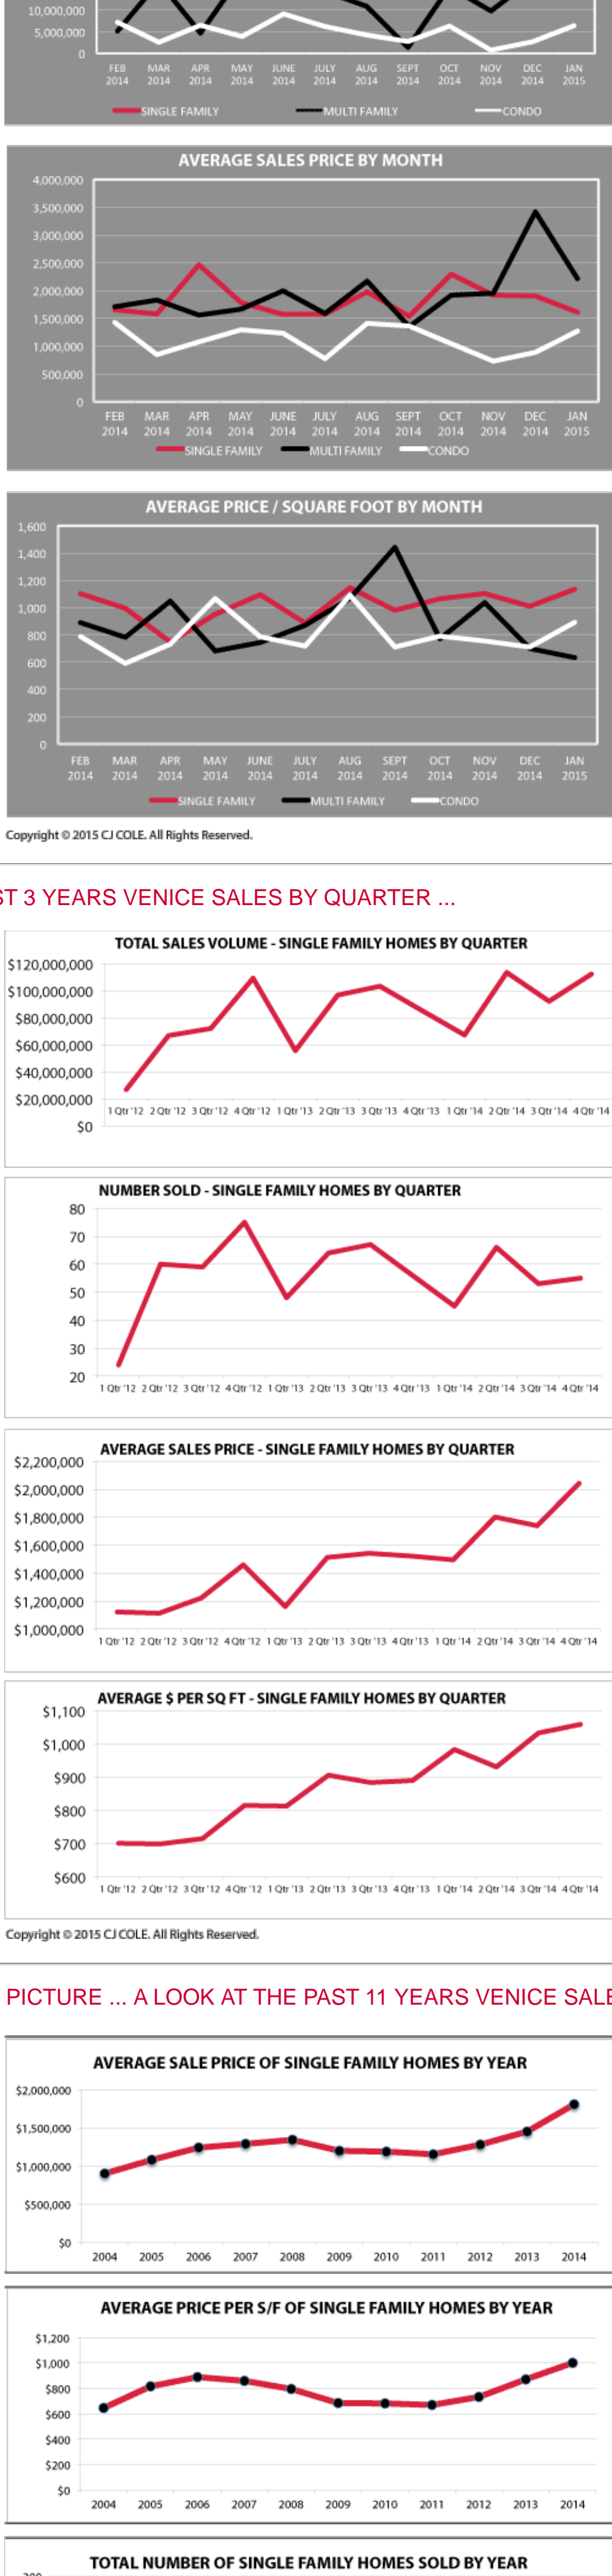 10,000,000
5,000,000
0
FEB MAR APR MAY JUNE JULY AUG SEPT OCT NOV DEC JAN
2014 2014 2014 2014 2014 2014 2014 2014 2014 2014 2014 2015
SINGLE FAMILY MULTI FAMILY CONDO
AVERAGE SALES PRICE BY MONTH
4,000,000
3,500,000
3,000,000
2,500,000
2,000,000
1,500,000
1,000,000
500,000
0
FEB MAR APR MAY JUNE JULY AUG SEPT OCT NOV DEC JAN
2014 2014 2014 2014 2014 2014 2014 2014 2014 2014 2014 2015
SINGLE FAMILY MULTI FAMILY CONDO
AVERAGE PRICE / SQUARE FOOT BY MONTH
1,600
1,400
1,200
1,000
800
600
400
200
0
FEB MAR APR MAY JUNE JULY AUG SEPT OCT NOV DEC JAN
2014 2014 2014 2014 2014 2014 2014 2014 2014 2014 2014 2015
SINGLE FAMILY MULTI FAMILY CONDO
Copyright © 2015 CJ COLE. All Rights Reserved.
ST 3 YEARS VENICE SALES BY QUARTER ...
TOTAL SALES VOLUME - SINGLE FAMILY HOMES BY QUARTER
$120,000,000
$100,000,000
$80,000,000
$60,000,000
$40,000,000
$20,000,000
1 Qtr '12 2 Qtr '12 3 Qtr '12 4 Qtr '12 1 Qtr '13 2 Qtr '13 3 Qtr '13 4 Qtr '13 1 Qtr '14 2 Qtr '14 3 Qtr '14 4 Qtr '14
$0
NUMBER SOLD - SINGLE FAMILY HOMES BY QUARTER
80
70
60
50
40
30
20
1 Qtr '12 2 Qtr '12 3 Qtr '12 4 Qtr '12 1 Qtr '13 2 Qtr '13 3 Qtr '13 4 Qtr '13 1 Qtr '14 2 Qtr '14 3 Qtr '14 4 Qtr '14
AVERAGE SALES PRICE - SINGLE FAMILY HOMES BY QUARTER
$2,200,000
$2,000,000
$1,800,000
$1,600,000
$1,400,000
$1,200,000
$1,000,000
1 Qtr '12 2 Qtr '12 3 Qtr '12 4 Qtr '12 1 Qtr '13 2 Qtr '13 3 Qtr '13 4 Qtr '13 1 Qtr '14 2 Qtr '14 3 Qtr '14 4 Qtr '14
AVERAGE $ PER SQ FT - SINGLE FAMILY HOMES BY QUARTER
$1,100
$1,000
$900
$800
$700
$600
1 Qtr '12 2 Qtr '12 3 Qtr '12 4 Qtr '12 1 Qtr '13 2 Qtr '13 3 Qtr '13 4 Qtr '13 1 Qtr '14 2 Qtr '14 3 Qtr '14 4 Qtr '14
Copyright © 2015 CJ COLE. All Rights Reserved.
PICTURE ... A LOOK AT THE PAST 11 YEARS VENICE SALE
AVERAGE SALE PRICE OF SINGLE FAMILY HOMES BY YEAR
$2,000,000
$1,500,000
$1,000,000
$500,000
$0
2004 2005 2006 2007 2008 2009 2010 2011 2012 2013 2014
AVERAGE PRICE PER S/F OF SINGLE FAMILY HOMES BY YEAR
$1,200
$1,000
$800
$600
$400
$200
$0
2004 2005 2006 2007 2008 2009 2010 2011 2012 2013 2014
TOTAL NUMBER OF SINGLE FAMILY HOMES SOLD BY YEAR